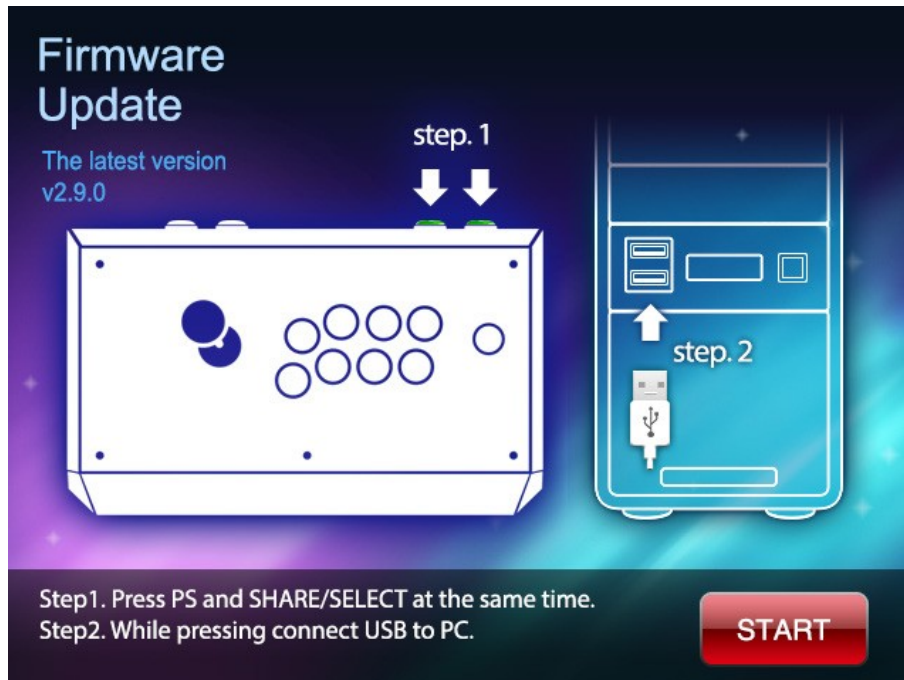 Firmware
Update
The latest version
v2.9.0
step. 1
step. 2
Step1. Press PS and SHARE/SELECT at the same time.
Step2. While pressing connect USB to PC.
START